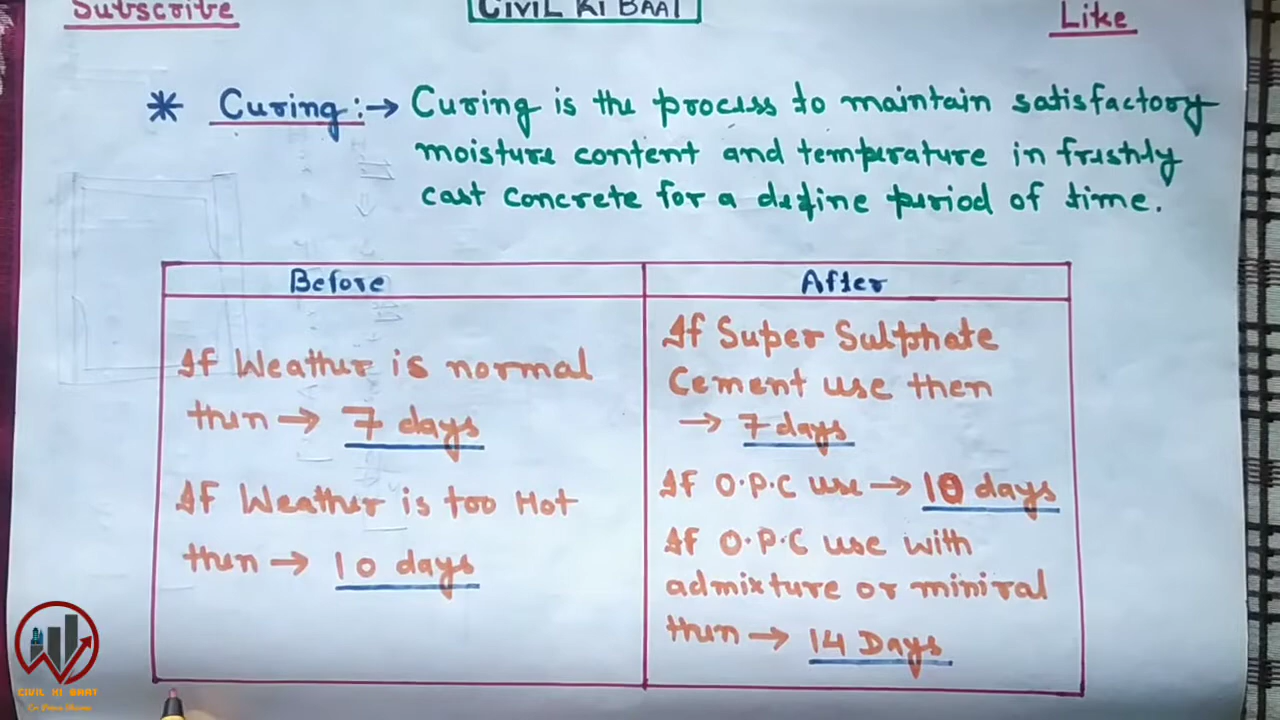 Subscribe
CIVIL KI BAAT
Like
* Curing :→ Curing is the process to maintain satisfactory
moisture content and temperature in freshly
cast concrete for a define period of time.
Before
After
If Weather is normal
then → 7 days
If Weather is too Hot
then → 10 days
If Super Sulphate
Cement use then
→ 7 days
If O.P.C use → 10 days
If O.P.C use with
admixture or miniral
then → 14 Days
CIVIL KI BAAT